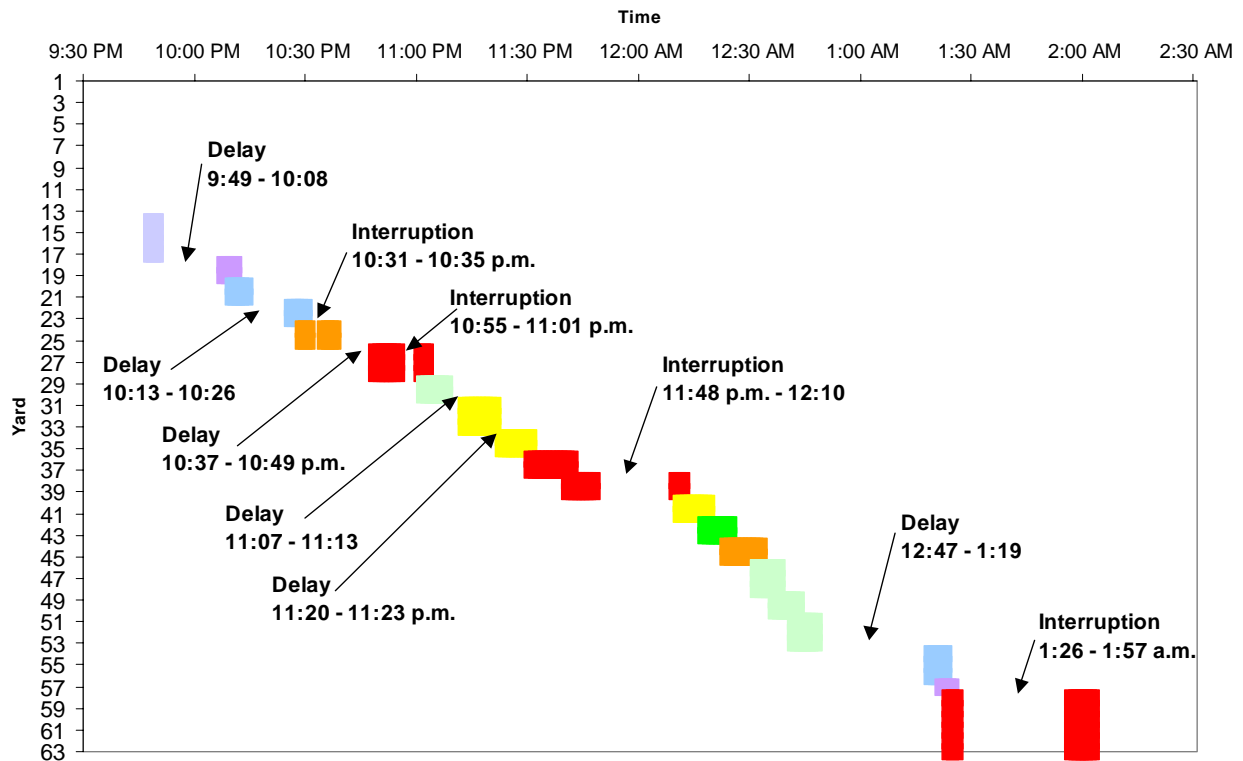 Time
9:30 PM 10:00 PM 10:30 PM 11:00 PM 11:30 PM 12:00 AM 12:30 AM 1:00 AM 1:30 AM 2:00 AM 2:30 AM
Yard
1
3
5
7
9
11
13
15
17
19
21
23
25
27
29
31
33
35
37
39
41
43
45
47
49
51
53
55
57
59
61
63
Delay
9:49 - 10:08
Interruption
10:31 - 10:35 p.m.
Interruption
10:55 - 11:01 p.m.
Delay
10:13 - 10:26
Interruption
11:48 p.m. - 12:10
Delay
10:37 - 10:49 p.m.
Delay
11:07 - 11:13
Delay
12:47 - 1:19
Delay
11:20 - 11:23 p.m.
Interruption
1:26 - 1:57 a.m.